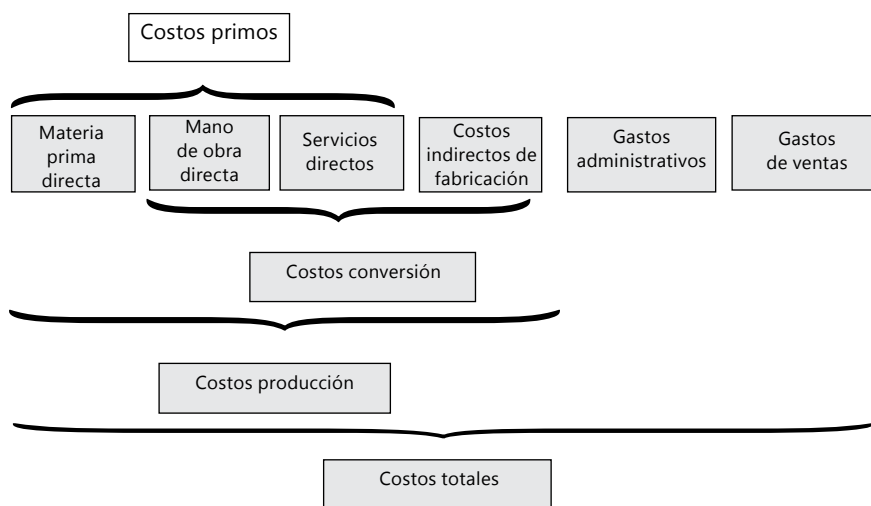 Costos primos
Materia
prima
directa
Mano
de obra
directa
Servicios
directos
Costos
indirectos de
fabricación
Gastos
administrativos
Gastos
de ventas
Costos conversión
Costos producción
Costos totales